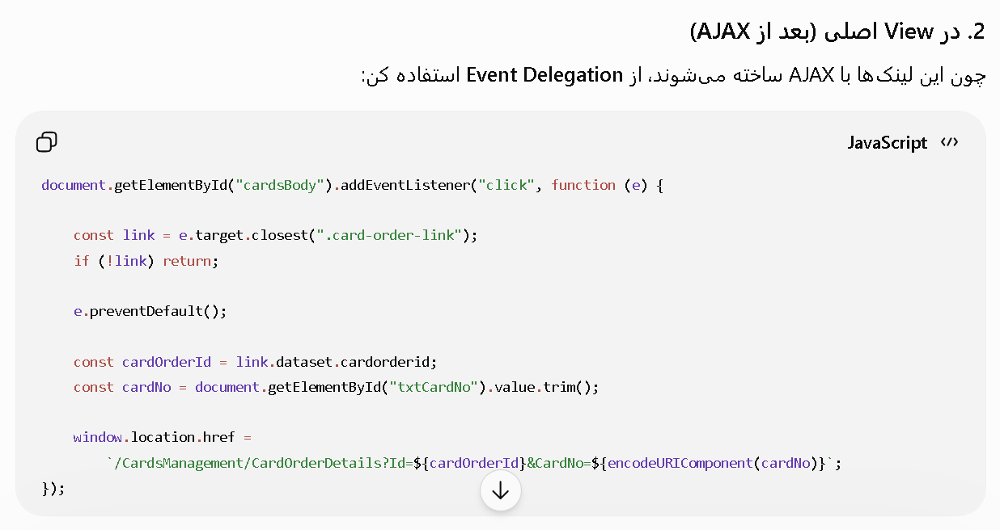 2. در View اصلی (بعد از AJAX)
چون این لینک‌ها با AJAX ساخته می‌شوند، از Event Delegation استفاده کن:
JavaScript
document.getElementById("cardsBody").addEventListener("click", function (e) {
    const link = e.target.closest(".card-order-link");
    if (!link) return;
    e.preventDefault();
    const cardOrderId = link.dataset.cardorderid;
    const cardNo = document.getElementById("txtCardNo").value.trim();
    window.location.href =
        `/CardsManagement/CardOrderDetails?Id=${cardOrderId}&CardNo=${encodeURIComponent(cardNo)}`;
});